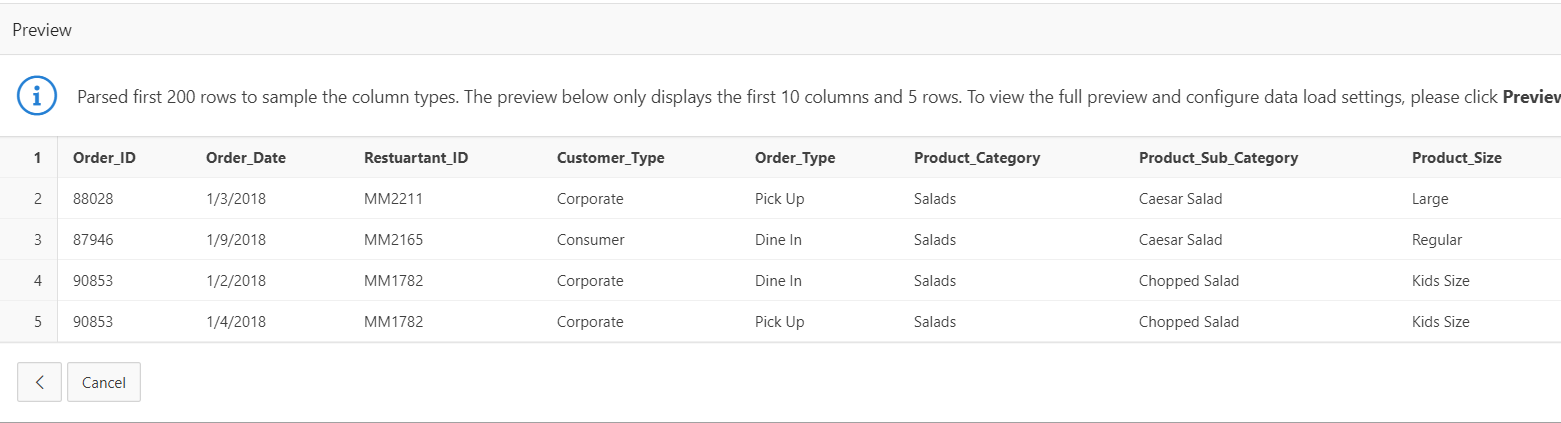 Preview
Parsed first 200 rows to sample the column types. The preview below only displays the first 10 columns and 5 rows. To view the full preview and configure data load settings, please click Preview
1 Order_ID Order_Date Restuartant_ID Customer_Type Order_Type Product_Category Product_Sub_Category Product_Size
2 88028 1/3/2018 MM2211 Corporate Pick Up Salads Caesar Salad Large
3 87946 1/9/2018 MM2165 Consumer Dine In Salads Caesar Salad Regular
4 90853 1/2/2018 MM1782 Corporate Dine In Salads Chopped Salad Kids Size
5 90853 1/4/2018 MM1782 Corporate Pick Up Salads Chopped Salad Kids Size
Cancel